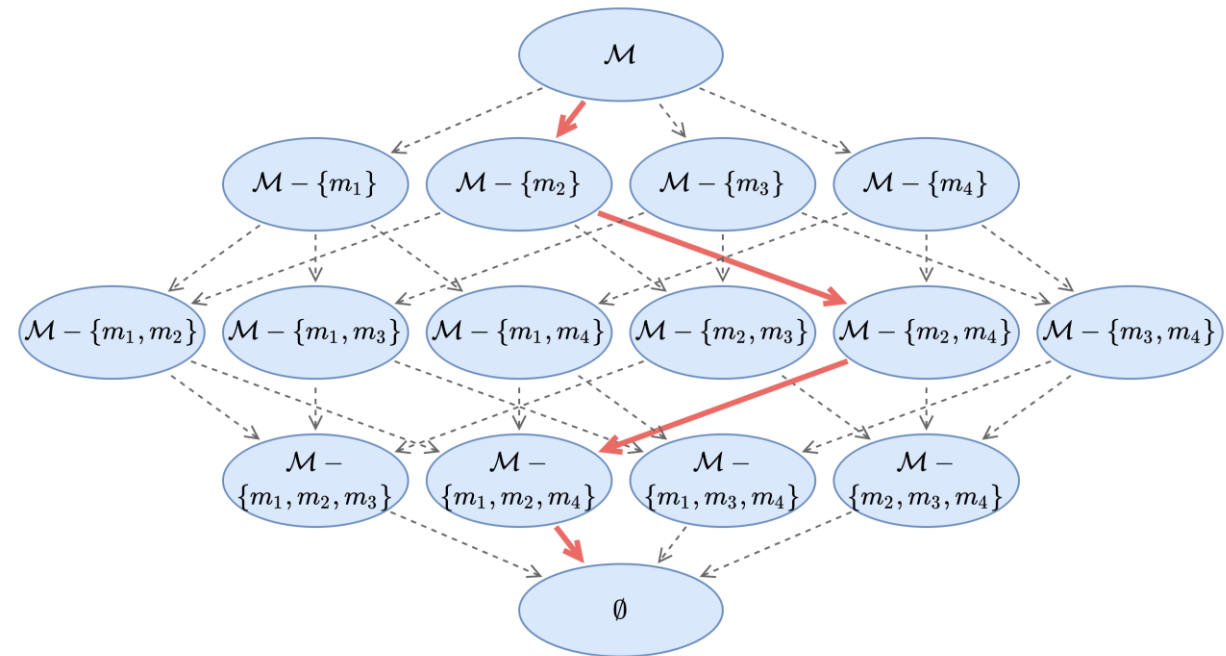 ℳ
ℳ − {m₁}
ℳ − {m₂}
ℳ − {m₃}
ℳ − {m₄}
ℳ − {m₁, m₂}
ℳ − {m₁, m₃}
ℳ − {m₁, m₄}
ℳ − {m₂, m₃}
ℳ − {m₂, m₄}
ℳ − {m₃, m₄}
ℳ −
{m₁, m₂, m₃}
ℳ −
{m₁, m₂, m₄}
ℳ −
{m₁, m₃, m₄}
ℳ −
{m₂, m₃, m₄}
∅